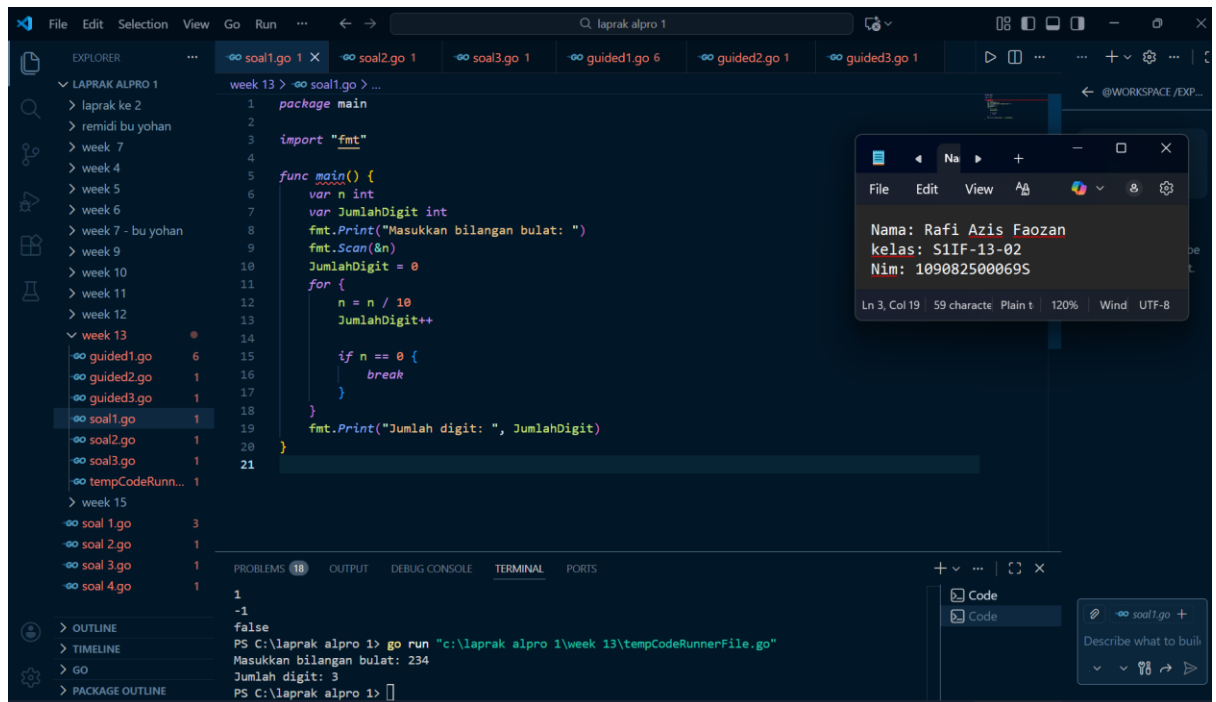 File Edit Selection View Go Run ... laprak alpro 1
EXPLORER ...
LAPRAK ALPRO 1
laprak ke 2
remidi bu yohan
week 7
week 4
week 5
week 6
week 7 - bu yohan
week 9
week 10
week 11
week 12
week 13
guided1.go 6
guided2.go 1
guided3.go 1
soal1.go 1
soal2.go 1
soal3.go 1
tempCodeRunn... 1
week 15
soal 1.go 3
soal 2.go 1
soal 3.go 1
soal 4.go 1
OUTLINE
TIMELINE
GO
PACKAGE OUTLINE
soal1.go 1 soal2.go 1 soal3.go 1 guided1.go 6 guided2.go 1 guided3.go 1
week 13 > soal1.go > ...
1 package main
2
3 import "fmt"
4
5 func main() {
6 var n int
7 var JumlahDigit int
8 fmt.Print("Masukkan bilangan bulat: ")
9 fmt.Scan(&n)
10 JumlahDigit = 0
11 for {
12 n = n / 10
13 JumlahDigit++
14
15 if n == 0 {
16 break
17 }
18 }
19 fmt.Print("Jumlah digit: ", JumlahDigit)
20 }
21
@WORKSPACE /EXP...
Na
File Edit View
Nama: Rafi Azis Faozan
kelas: S1IF-13-02
Nim: 109082500069S
Ln 3, Col 19 59 characte Plain t 120% Wind UTF-8
PROBLEMS 18 OUTPUT DEBUG CONSOLE TERMINAL PORTS
1
-1
false
PS C:\laprak alpro 1> go run "c:\laprak alpro 1\week 13\tempCodeRunnerFile.go"
Masukkan bilangan bulat: 234
Jumlah digit: 3
PS C:\laprak alpro 1>
Code
Code
soal1.go
Describe what to buil